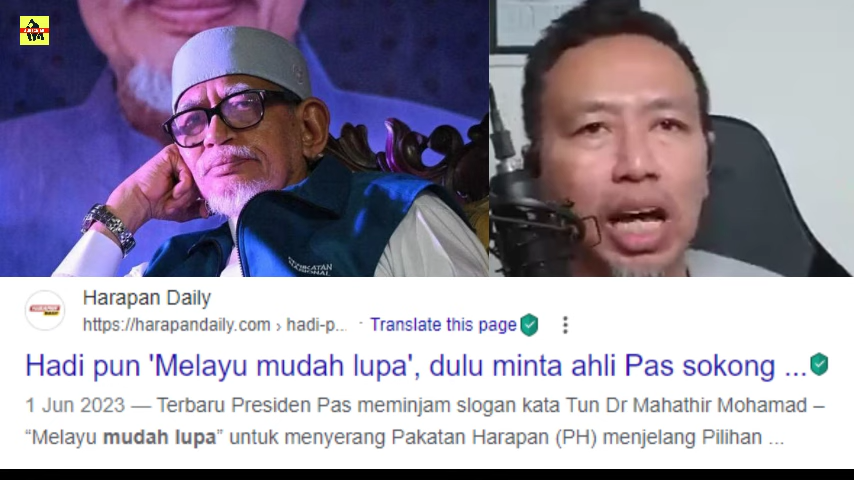 Harapan Daily
https://harapandaily.com › hadi-p... · Translate this page
Hadi pun 'Melayu mudah lupa', dulu minta ahli Pas sokong ...
1 Jun 2023 — Terbaru Presiden Pas meminjam slogan kata Tun Dr Mahathir Mohamad –
“Melayu mudah lupa” untuk menyerang Pakatan Harapan (PH) menjelang Pilihan ...